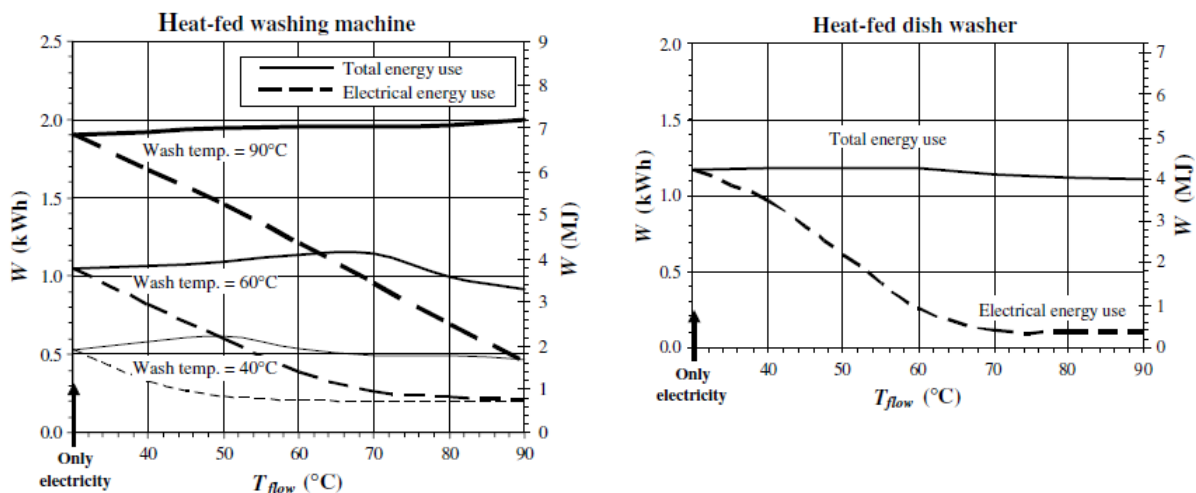 Heat-fed washing machine
2.5
2.0
1.5
1.0
0.5
0.0
W (kWh)
9
8
7
6
5
4
3
2
1
0
W (MJ)
Total energy use
Electrical energy use
Wash temp. = 90°C
Wash temp. = 60°C
Wash temp. = 40°C
Only
electricity
40 50 60 70 80 90
T flow (°C)
Heat-fed dish washer
2.0
1.5
1.0
0.5
0.0
W (kWh)
7
6
5
4
3
2
1
0
W (MJ)
Total energy use
Electrical energy use
Only
electricity
40 50 60 70 80 90
T flow (°C)